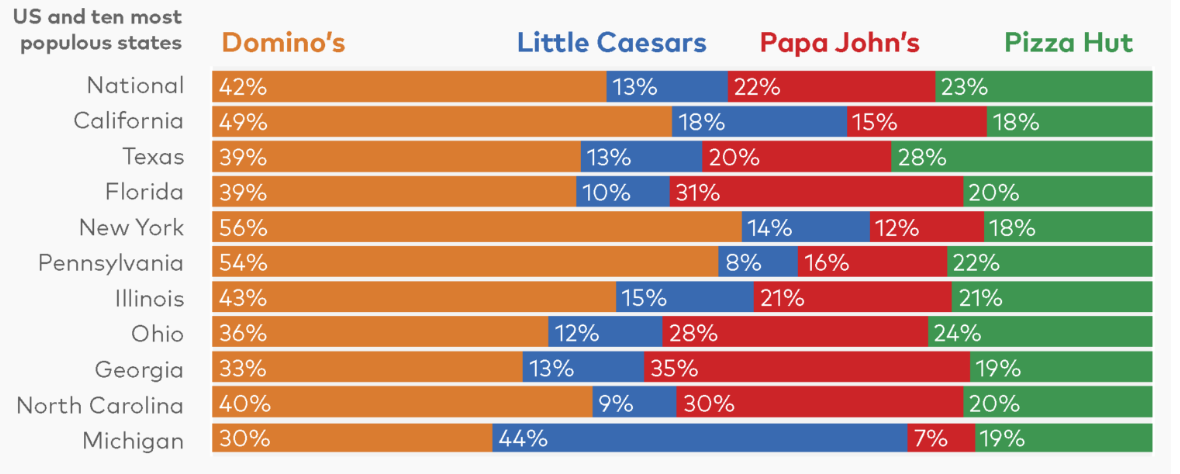 US and ten most
populous states
Domino's Little Caesars Papa John's Pizza Hut
National 42% 13% 22% 23%
California 49% 18% 15% 18%
Texas 39% 13% 20% 28%
Florida 39% 10% 31% 20%
New York 56% 14% 12% 18%
Pennsylvania 54% 8% 16% 22%
Illinois 43% 15% 21% 21%
Ohio 36% 12% 28% 24%
Georgia 33% 13% 35% 19%
North Carolina 40% 9% 30% 20%
Michigan 30% 44% 7% 19%